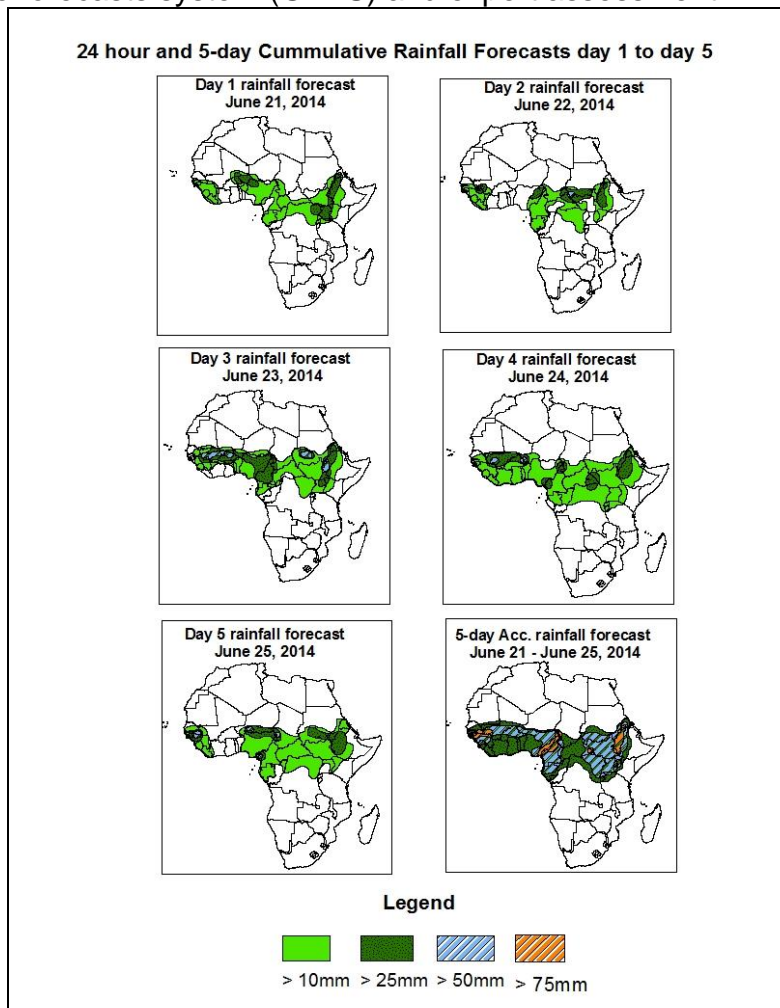 24 hour and 5-day Cummulative Rainfall Forecasts day 1 to day 5
Day 1 rainfall forecast
June 21, 2014
Day 2 rainfall forecast
June 22, 2014
Day 3 rainfall forecast
June 23, 2014
Day 4 rainfall forecast
June 24, 2014
Day 5 rainfall forecast
June 25, 2014
5-day Acc. rainfall forecast
June 21 - June 25, 2014
Legend
> 10mm > 25mm > 50mm > 75mm